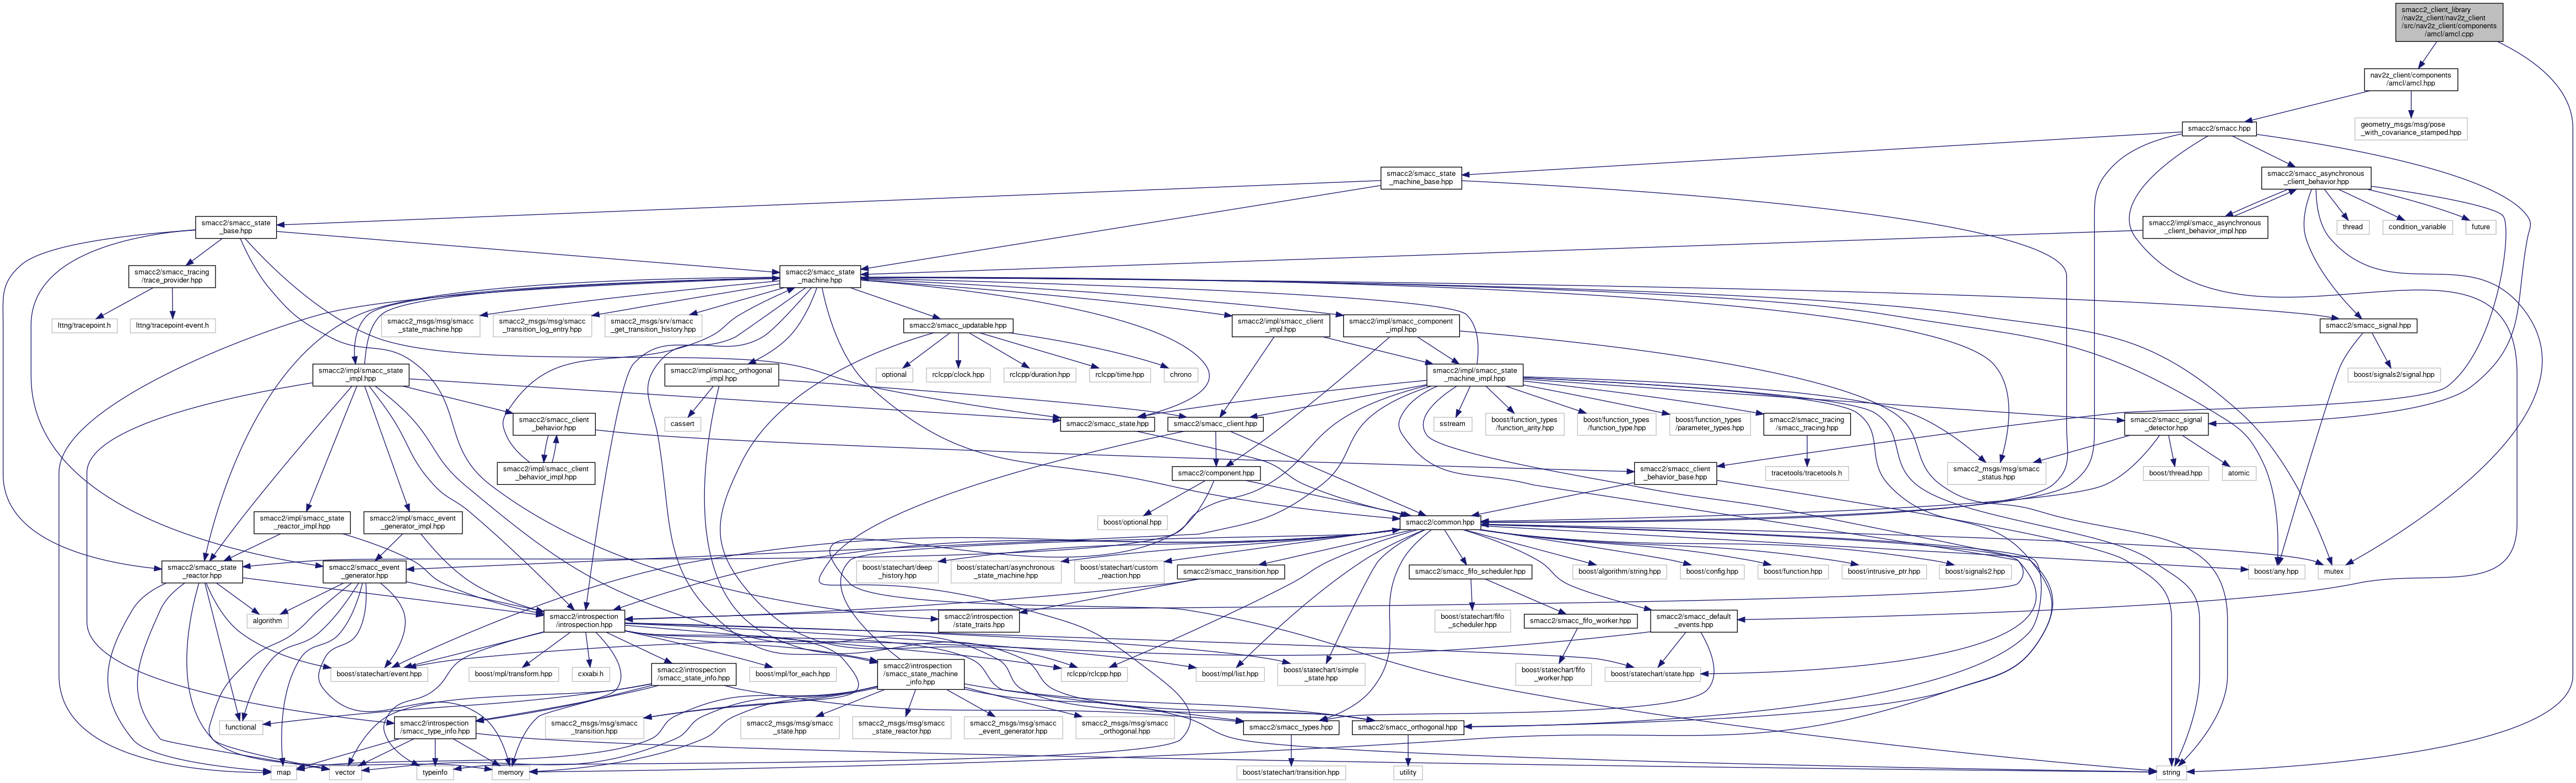 smacc2_client_library
/nav2z_client/nav2z_client
/src/nav2z_client/components
/amcl/amcl.cpp
nav2z_client/components
/amcl/amcl.hpp
smacc2/smacc.hpp
geometry_msgs/msg/pose
_with_covariance_stamped.hpp
smacc2/smacc_state
_machine_base.hpp
smacc2/smacc_asynchronous
_client_behavior.hpp
smacc2/smacc_state
_base.hpp
smacc2/impl/smacc_asynchronous
_client_behavior_impl.hpp
thread
condition_variable
future
smacc2/smacc_tracing
/trace_provider.hpp
smacc2/smacc_state
_machine.hpp
lttng/tracepoint.h
lttng/tracepoint-event.h
smacc2_msgs/msg/smacc
_state_machine.hpp
smacc2_msgs/msg/smacc
_transition_log_entry.hpp
smacc2_msgs/srv/smacc
_get_transition_history.hpp
smacc2/smacc_updatable.hpp
smacc2/impl/smacc_client
_impl.hpp
smacc2/impl/smacc_component
_impl.hpp
smacc2/smacc_signal.hpp
smacc2/impl/smacc_state
_impl.hpp
smacc2/impl/smacc_orthogonal
_impl.hpp
optional
rclcpp/clock.hpp
rclcpp/duration.hpp
rclcpp/time.hpp
chrono
smacc2/impl/smacc_state
_machine_impl.hpp
boost/signals2/signal.hpp
smacc2/smacc_client
_behavior.hpp
cassert
smacc2/smacc_state.hpp
smacc2/smacc_client.hpp
sstream
boost/function_types
/function_arity.hpp
boost/function_types
/function_type.hpp
boost/function_types
/parameter_types.hpp
smacc2/smacc_tracing
/smacc_tracing.hpp
smacc2/smacc_signal
_detector.hpp
smacc2/impl/smacc_client
_behavior_impl.hpp
smacc2/component.hpp
smacc2/smacc_client
_behavior_base.hpp
tracetools/tracetools.h
smacc2_msgs/msg/smacc
_status.hpp
boost/thread.hpp
atomic
smacc2/impl/smacc_state
_reactor_impl.hpp
smacc2/impl/smacc_event
_generator_impl.hpp
boost/optional.hpp
smacc2/common.hpp
smacc2/smacc_state
_reactor.hpp
smacc2/smacc_event
_generator.hpp
boost/statechart/deep
_history.hpp
boost/statechart/asynchronous
_state_machine.hpp
boost/statechart/custom
_reaction.hpp
smacc2/smacc_transition.hpp
smacc2/smacc_fifo_scheduler.hpp
boost/algorithm/string.hpp
boost/config.hpp
boost/function.hpp
boost/intrusive_ptr.hpp
boost/signals2.hpp
boost/any.hpp
mutex
algorithm
smacc2/introspection
/introspection.hpp
smacc2/introspection
/state_traits.hpp
boost/statechart/fifo
_scheduler.hpp
smacc2/smacc_fifo_worker.hpp
smacc2/smacc_default
_events.hpp
boost/statechart/event.hpp
boost/mpl/transform.hpp
cxxabi.h
smacc2/introspection
/smacc_state_info.hpp
boost/mpl/for_each.hpp
smacc2/introspection
/smacc_state_machine
_info.hpp
rclcpp/rclcpp.hpp
boost/mpl/list.hpp
boost/statechart/simple
_state.hpp
boost/statechart/fifo
_worker.hpp
boost/statechart/state.hpp
functional
smacc2/introspection
/smacc_type_info.hpp
smacc2_msgs/msg/smacc
_transition.hpp
smacc2_msgs/msg/smacc
_state.hpp
smacc2_msgs/msg/smacc
_state_reactor.hpp
smacc2_msgs/msg/smacc
_event_generator.hpp
smacc2_msgs/msg/smacc
_orthogonal.hpp
smacc2/smacc_types.hpp
smacc2/smacc_orthogonal.hpp
map
vector
typeinfo
memory
boost/statechart/transition.hpp
utility
string